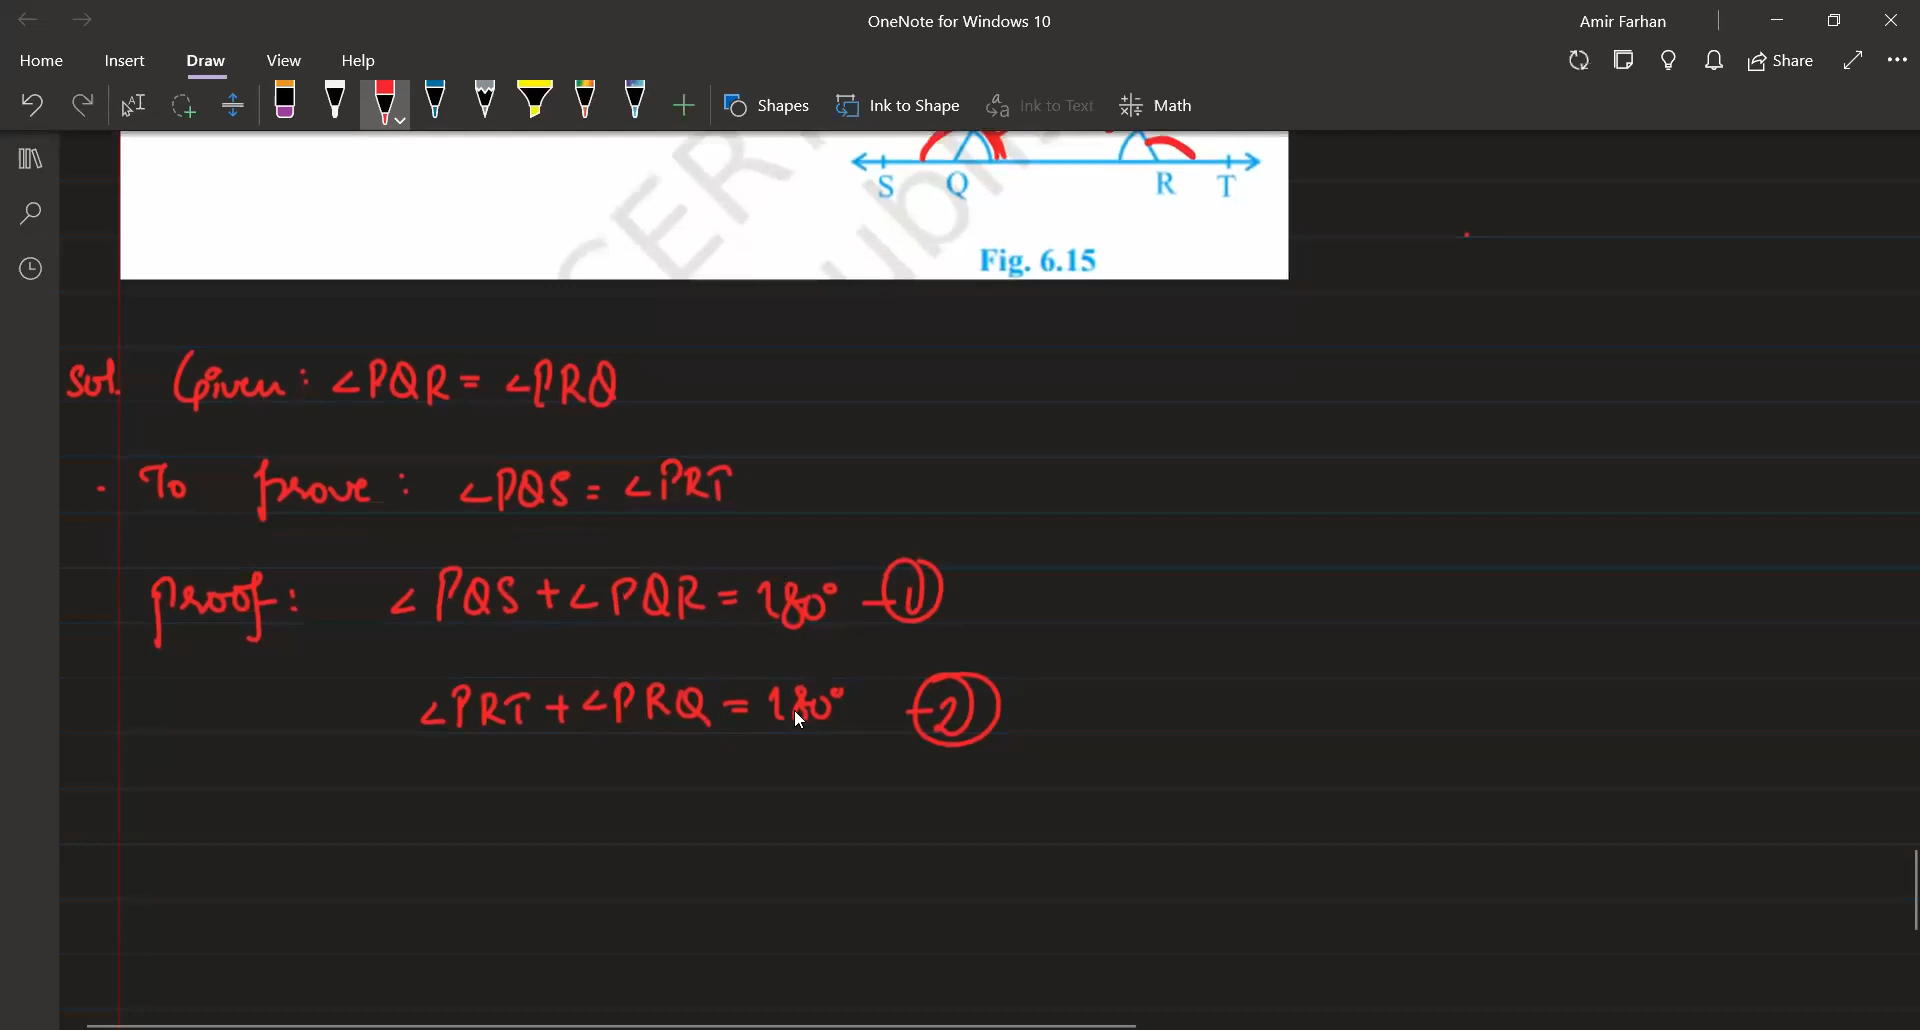 OneNote for Windows 10
Amir Farhan
Home Insert Draw View Help
Share
Shapes Ink to Shape Ink to Text Math
S Q R T
Fig. 6.15
Sol. Given: ∠PQR = ∠PRQ
To prove: ∠PQS = ∠PRT
Proof: ∠PQS + ∠PQR = 180° - 1
∠PRT + ∠PRQ = 180° - 2